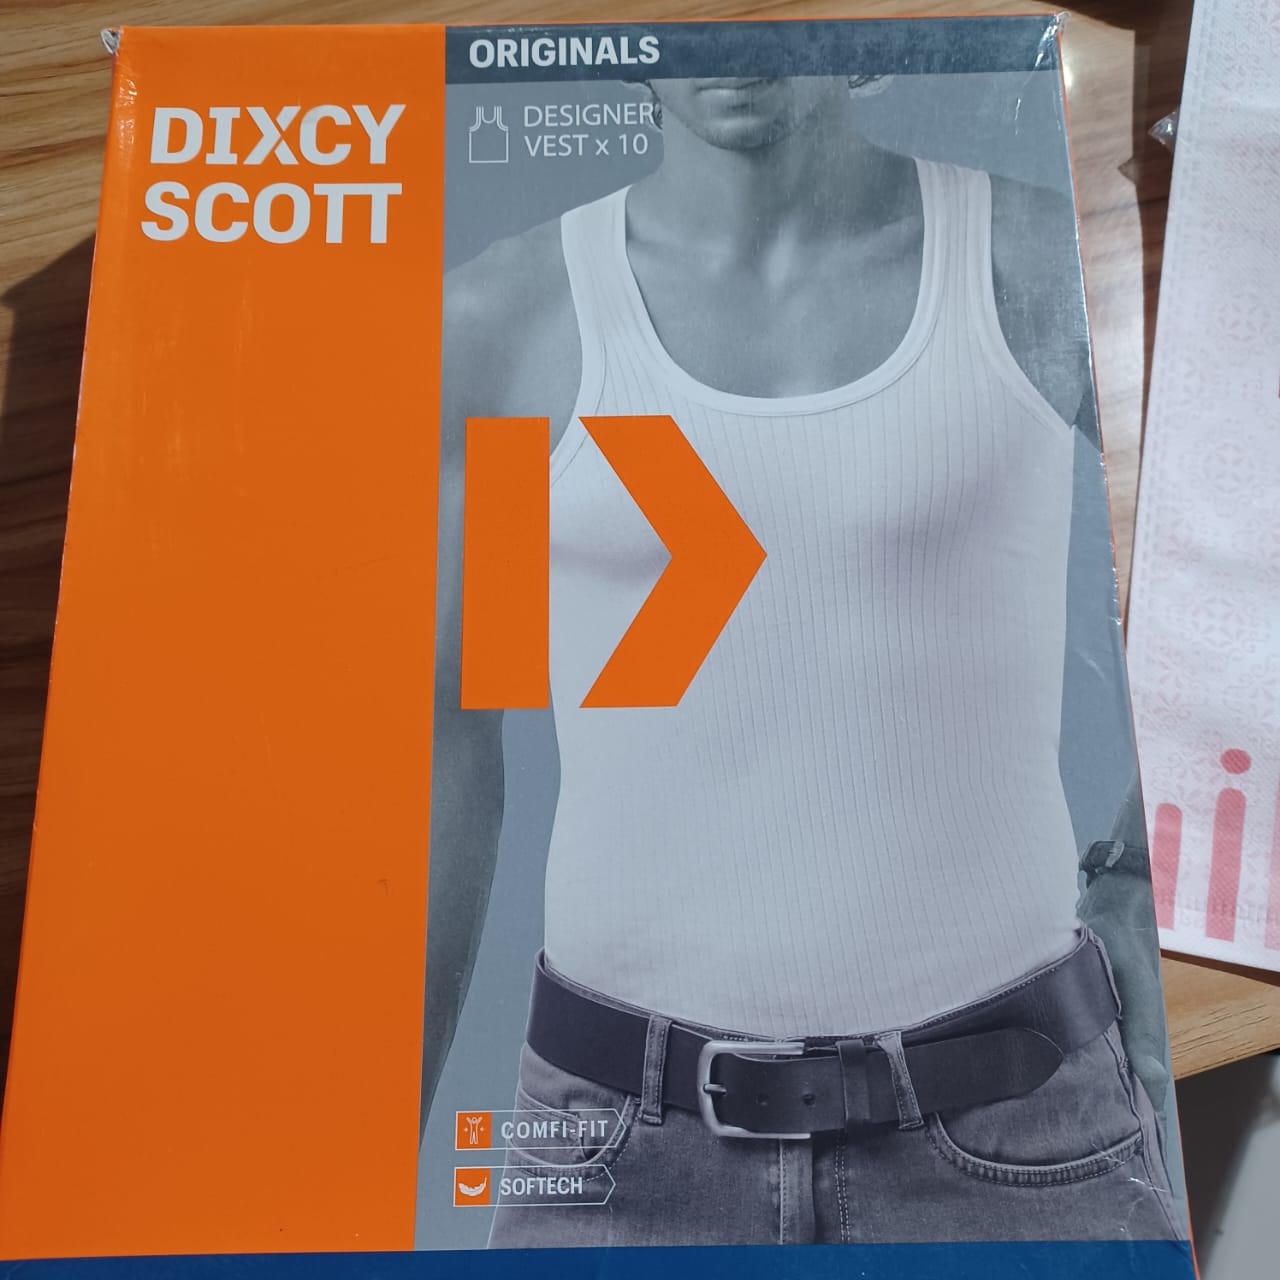 ORIGINALS
DIXCY
SCOTT
DESIGNER
VEST x 10
COMFI-FIT
SOFTECH